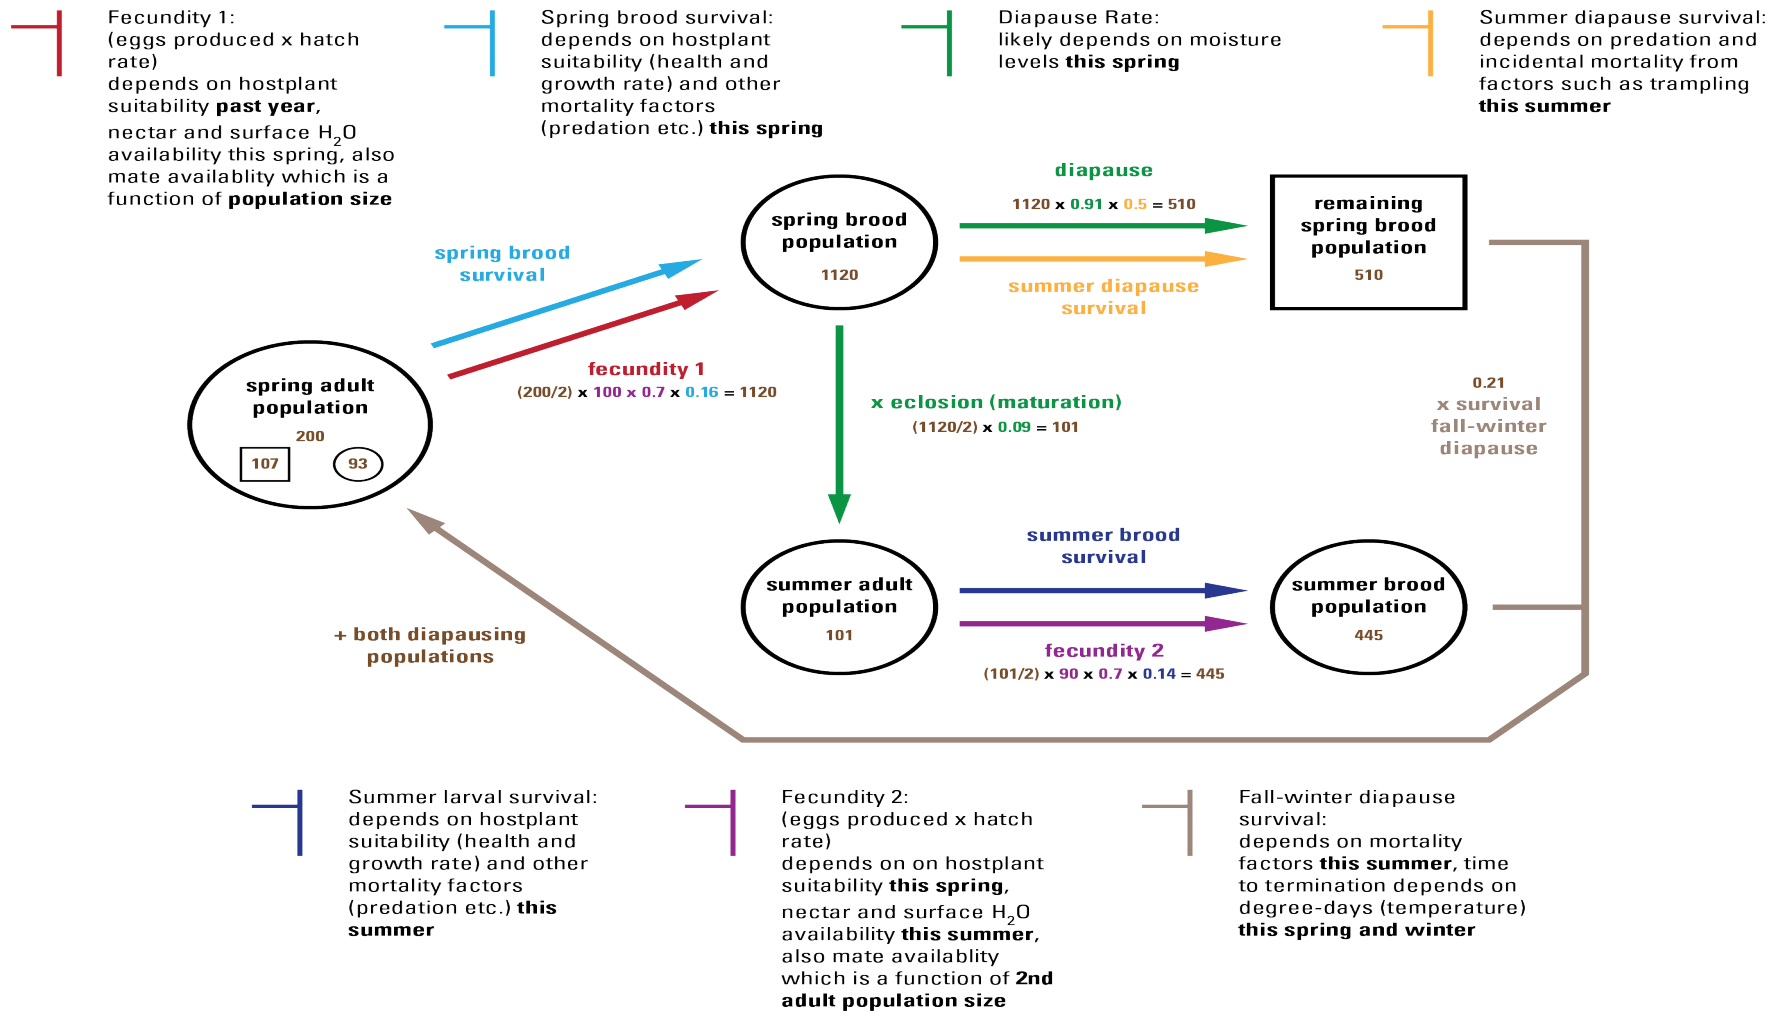 Fecundity 1:
(eggs produced x hatch
rate)
depends on hostplant
suitability past year,
nectar and surface H2O
availability this spring, also
mate availablity which is a
function of population size
Spring brood survival:
depends on hostplant
suitability (health and
growth rate) and other
mortality factors
(predation etc.) this spring
Diapause Rate:
likely depends on moisture
levels this spring
Summer diapause survival:
depends on predation and
incidental mortality from
factors such as trampling
this summer
diapause
1120 x 0.91 x 0.5 = 510
summer diapause
survival
spring brood
population
1120
remaining
spring brood
population
510
spring brood
survival
fecundity 1
(200/2) x 100 x 0.7 x 0.16 = 1120
spring adult
population
200
107
93
x eclosion (maturation)
(1120/2) x 0.09 = 101
0.21
x survival
fall-winter
diapause
summer adult
population
101
summer brood
survival
fecundity 2
(101/2) x 90 x 0.7 x 0.14 = 445
summer brood
population
445
+ both diapausing
populations
Summer larval survival:
depends on hostplant
suitability (health and
growth rate) and other
mortality factors
(predation etc.) this
summer
Fecundity 2:
(eggs produced x hatch
rate)
depends on on hostplant
suitability this spring,
nectar and surface H2O
availability this summer,
also mate availablity
which is a function of 2nd
adult population size
Fall-winter diapause
survival:
depends on mortality
factors this summer, time
to termination depends on
degree-days (temperature)
this spring and winter